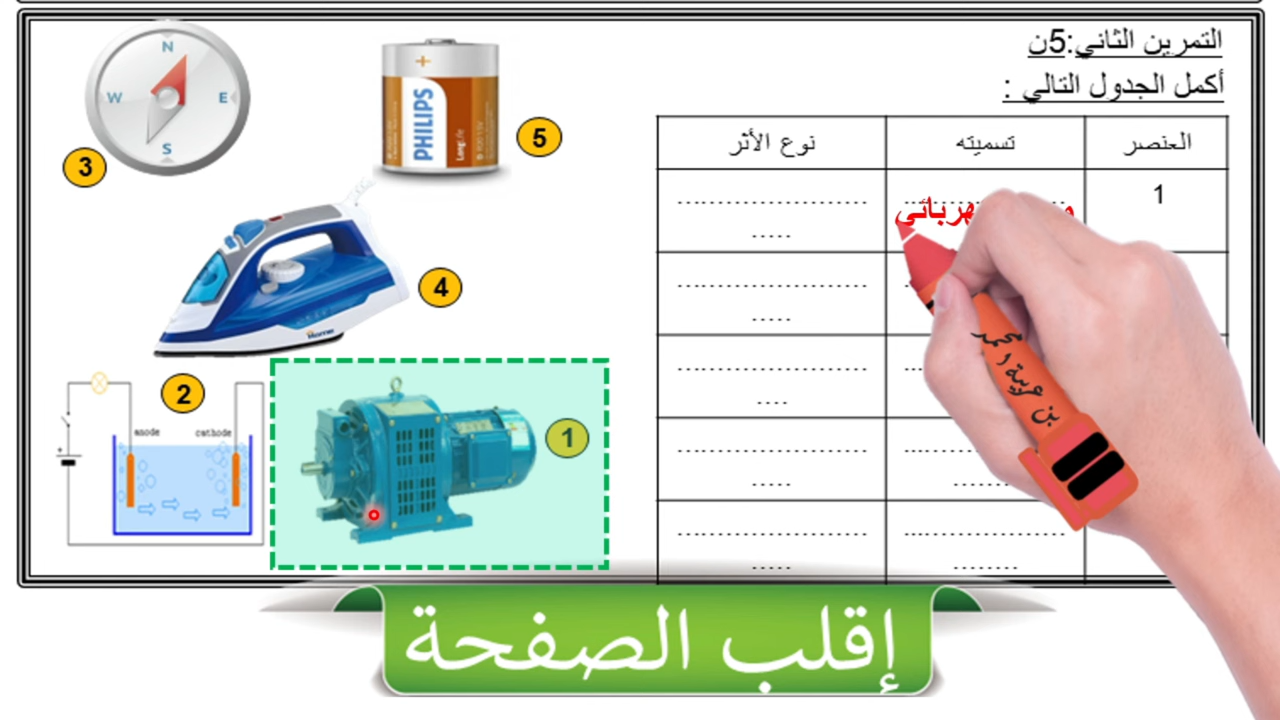 التمرين الثاني:5ن
أكمل الجدول التالي :
العنصر تسميته نوع الأثر
1
N
W E
S
3
+
PHILIPS
LongLife
5
4
Home
2
anode cathode
+
1
إقلب الصفحة